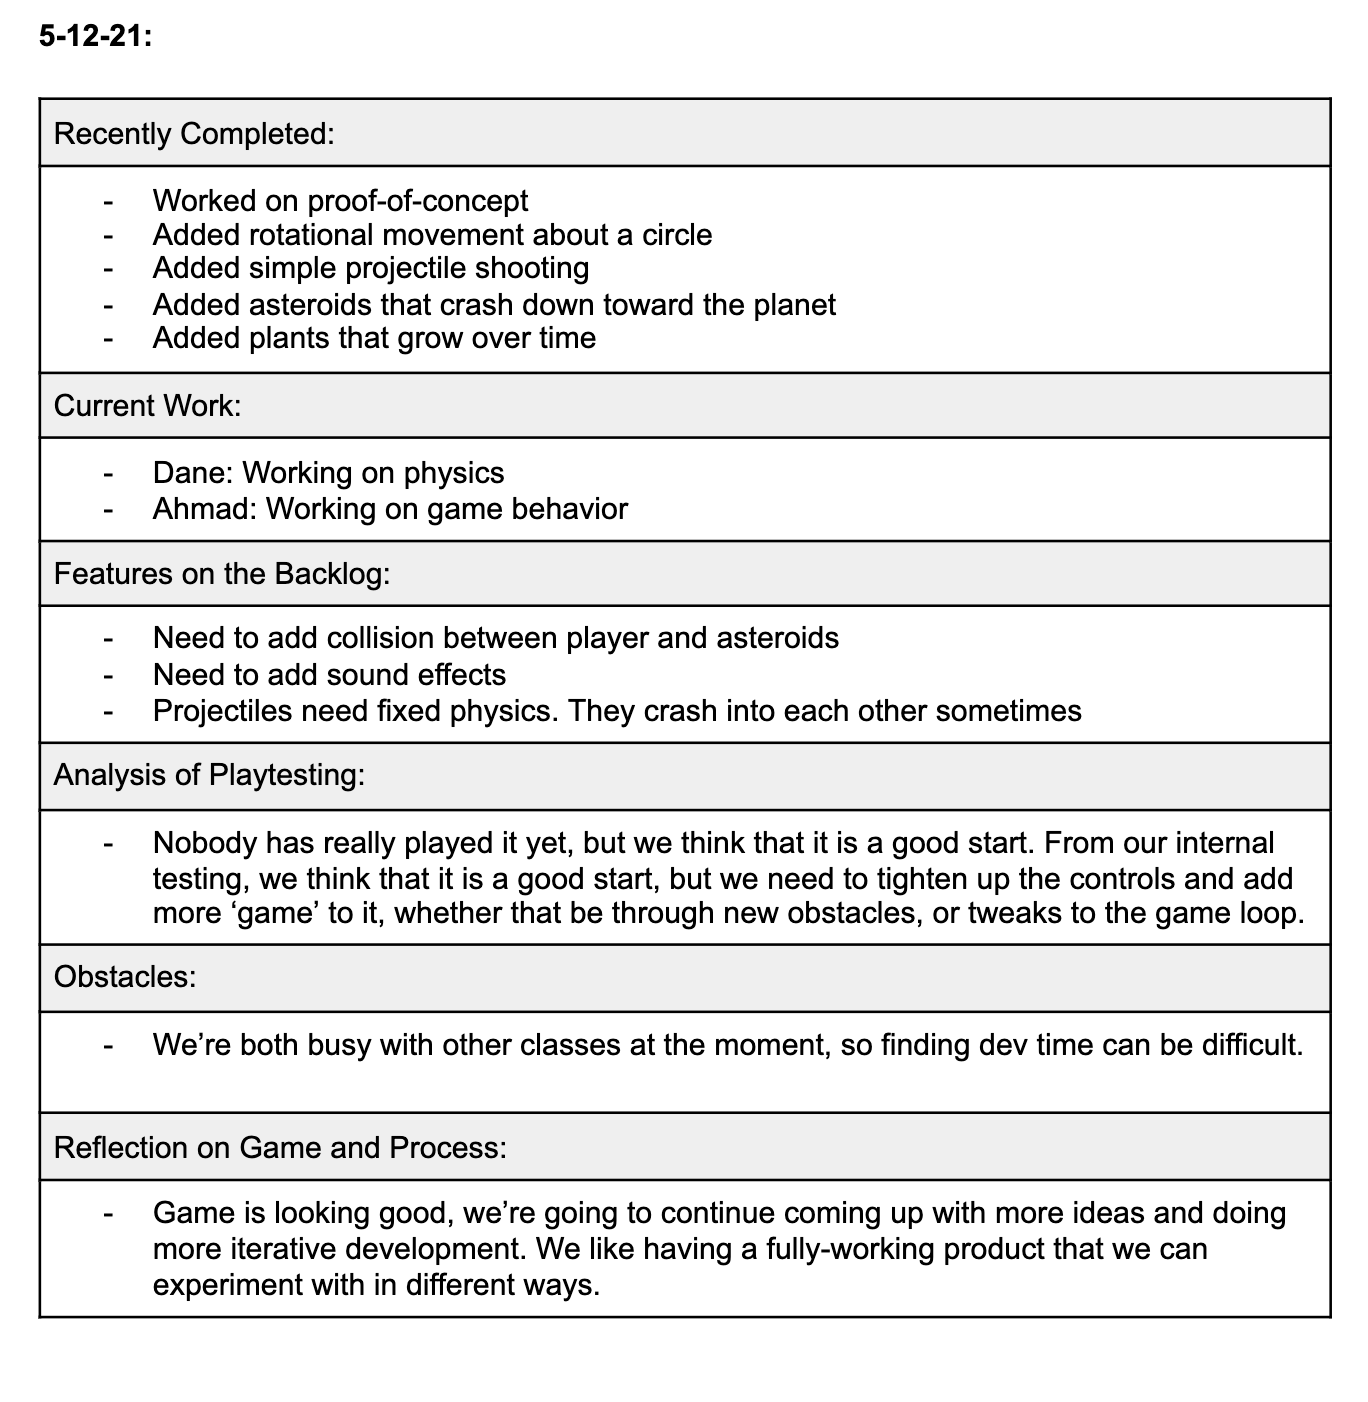 5-12-21:
Recently Completed:
- Worked on proof-of-concept
- Added rotational movement about a circle
- Added simple projectile shooting
- Added asteroids that crash down toward the planet
- Added plants that grow over time
Current Work:
- Dane: Working on physics
- Ahmad: Working on game behavior
Features on the Backlog:
- Need to add collision between player and asteroids
- Need to add sound effects
- Projectiles need fixed physics. They crash into each other sometimes
Analysis of Playtesting:
- Nobody has really played it yet, but we think that it is a good start. From our internal
testing, we think that it is a good start, but we need to tighten up the controls and add
more ‘game’ to it, whether that be through new obstacles, or tweaks to the game loop.
Obstacles:
- We’re both busy with other classes at the moment, so finding dev time can be difficult.
Reflection on Game and Process:
- Game is looking good, we’re going to continue coming up with more ideas and doing
more iterative development. We like having a fully-working product that we can
experiment with in different ways.